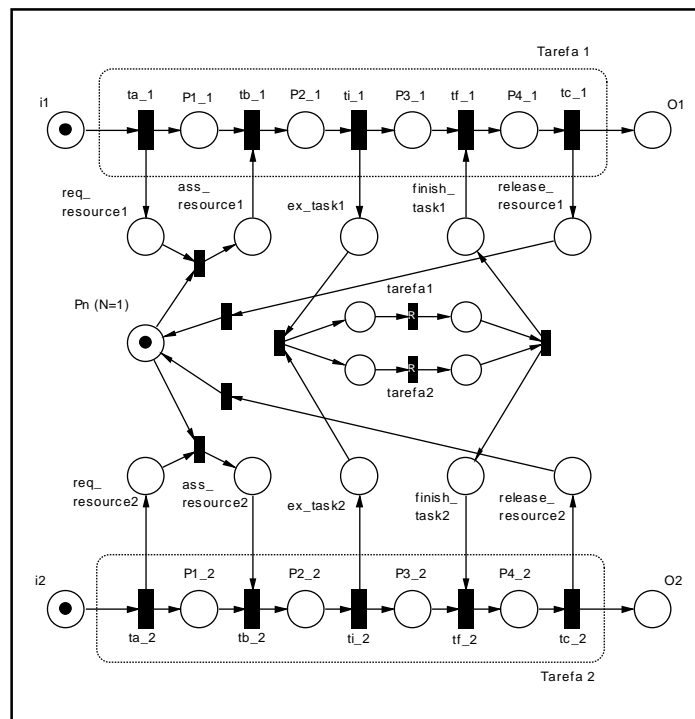 Tarefa 1
i1
ta_1
P1_1
tb_1
P2_1
ti_1
P3_1
tf_1
P4_1
tc_1
O1
req_
resource1
ass_
resource1
ex_task1
finish_
task1
release_
resource1
Pn (N=1)
tarefa1
R
R
tarefa2
req_
resource2
ass_
resource2
ex_task2
finish_
task2
release_
resource2
i2
P1_2
P2_2
P3_2
P4_2
O2
ta_2
tb_2
ti_2
tf_2
tc_2
Tarefa 2